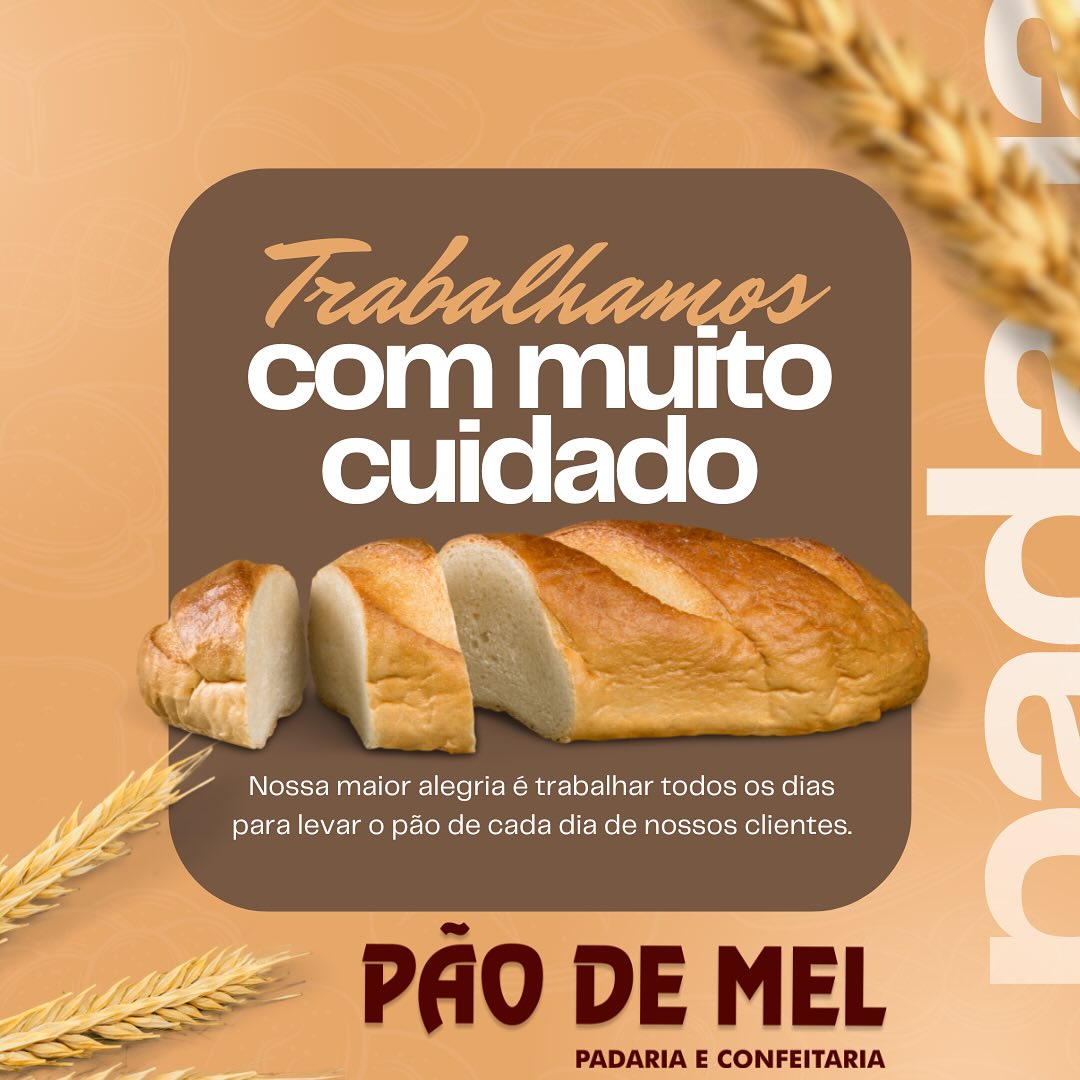 Trabalhamos
com muito
cuidado
Nossa maior alegria é trabalhar todos os dias
para levar o pão de cada dia de nossos clientes.
PÃO DE MEL
PADARIA E CONFEITARIA